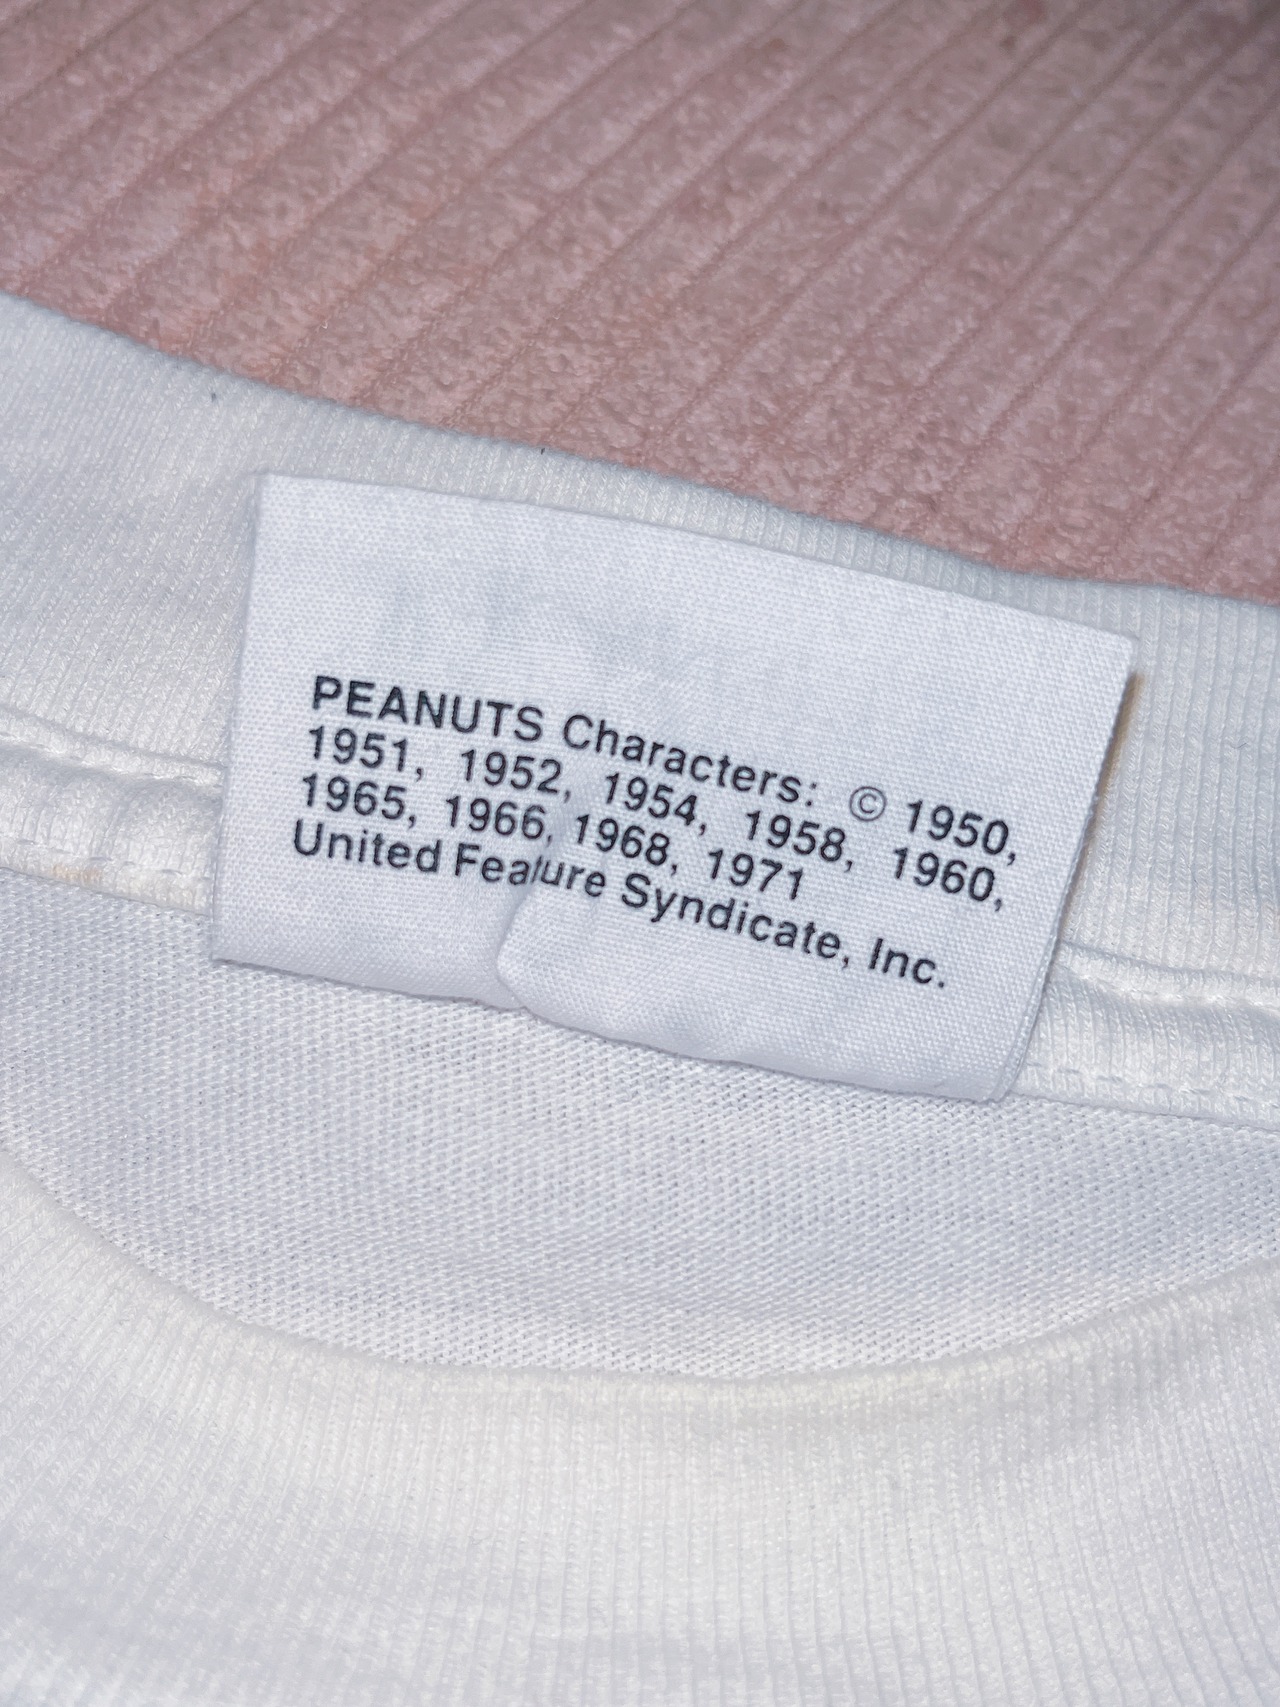 PEANUTS Characters: © 1950,
1951, 1952, 1954, 1958, 1960,
1965, 1966, 1968, 1971
United Feature Syndicate, Inc.